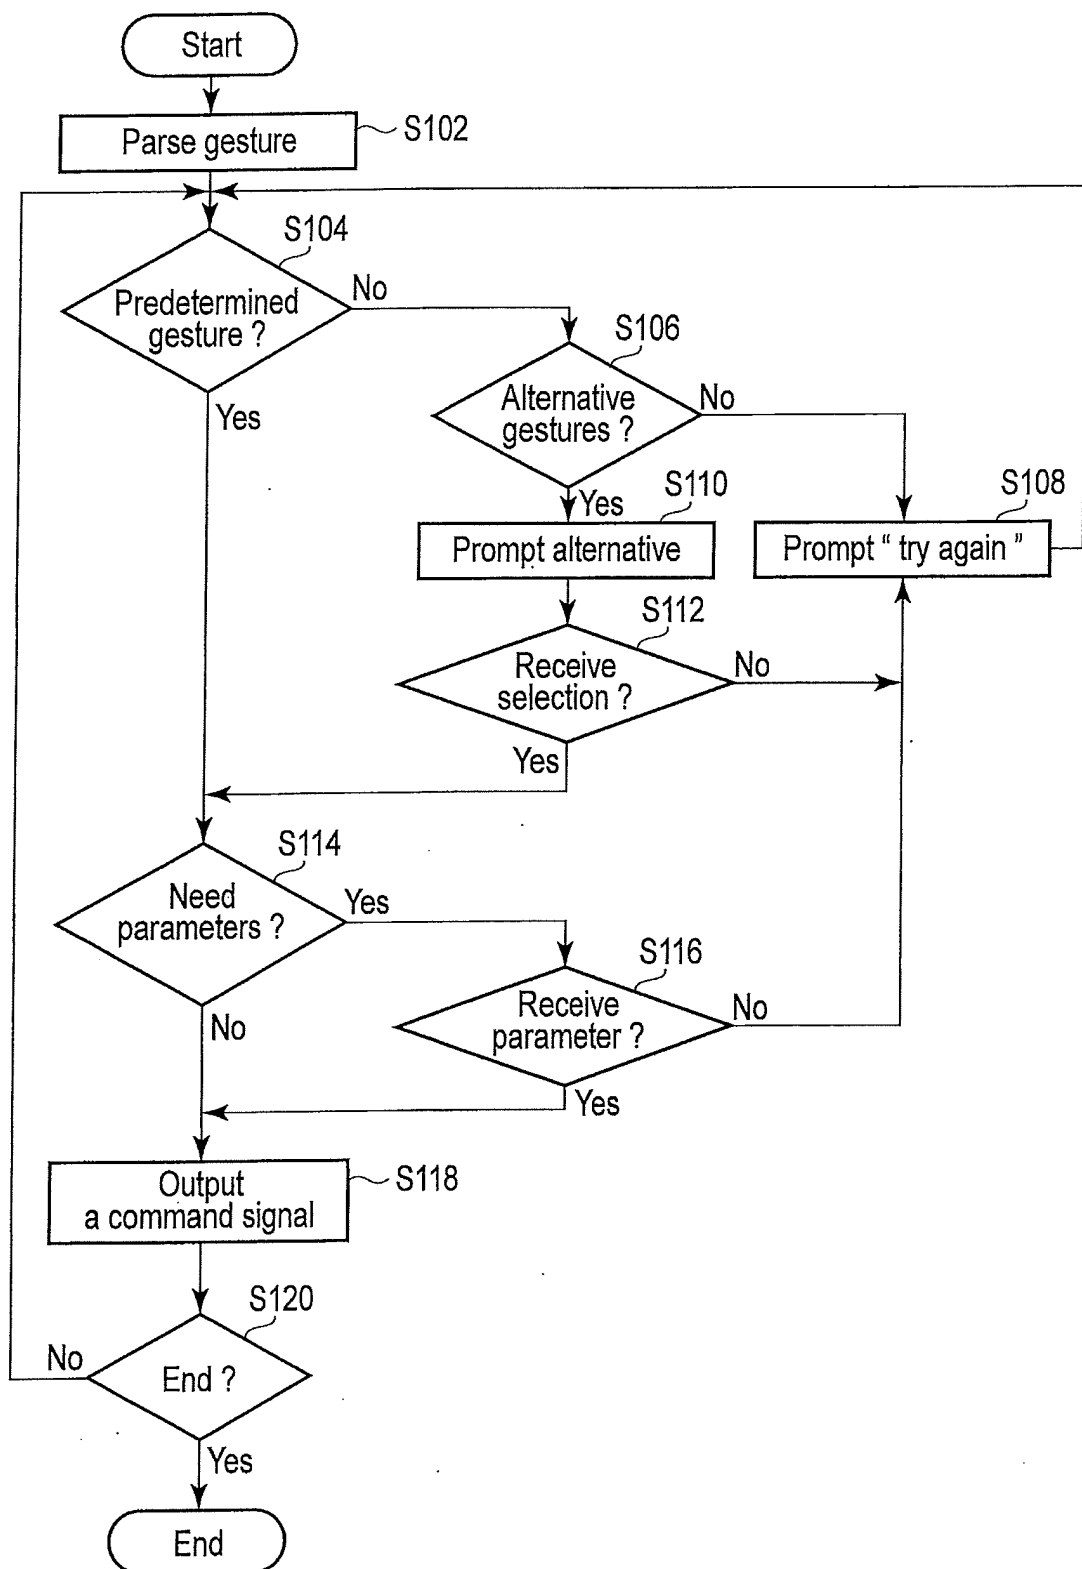 Start
Parse gesture
S102
S104
Predetermined
gesture ?
No
Yes
S106
Alternative
gestures ?
No
Yes
S110
Prompt alternative
S108
Prompt “ try again ”
S112
Receive
selection ?
No
Yes
S114
Need
parameters ?
Yes
No
S116
Receive
parameter ?
No
Yes
Output
a command signal
S118
S120
End ?
No
Yes
End